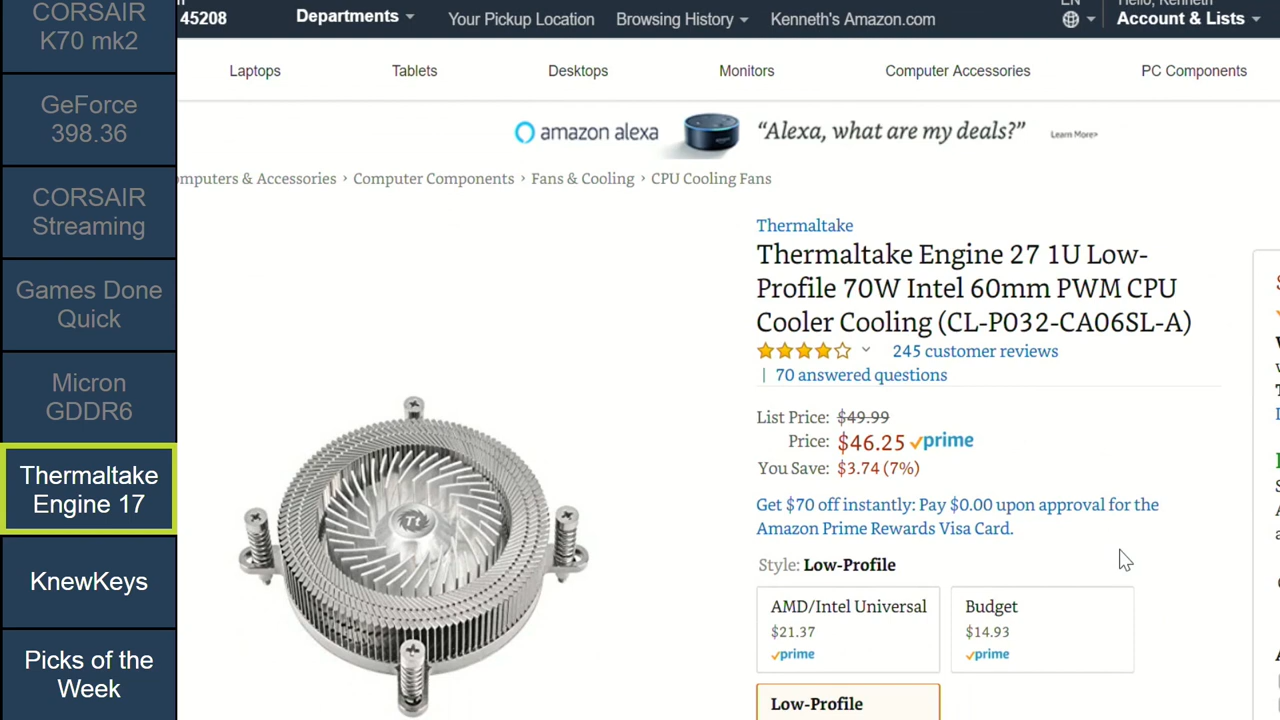 CORSAIR
K70 mk2
GeForce
398.36
CORSAIR
Streaming
Games Done
Quick
Micron
GDDR6
Thermaltake
Engine 17
KnewKeys
Picks of the
Week
45208
Departments
Your Pickup Location
Browsing History
Kenneth's Amazon.com
EN
Hello, Kenneth
Account & Lists
Laptops
Tablets
Desktops
Monitors
Computer Accessories
PC Components
amazon alexa
“Alexa, what are my deals?”
Learn More>
mputers & Accessories › Computer Components › Fans & Cooling › CPU Cooling Fans
Thermaltake
Thermaltake Engine 27 1U Low-
Profile 70W Intel 60mm PWM CPU
Cooler Cooling (CL-P032-CA06SL-A)
245 customer reviews
| 70 answered questions
List Price: $49.99
Price: $46.25 prime
You Save: $3.74 (7%)
Get $70 off instantly: Pay $0.00 upon approval for the
Amazon Prime Rewards Visa Card.
Style: Low-Profile
AMD/Intel Universal
$21.37
prime
Budget
$14.93
prime
Low-Profile
Tt